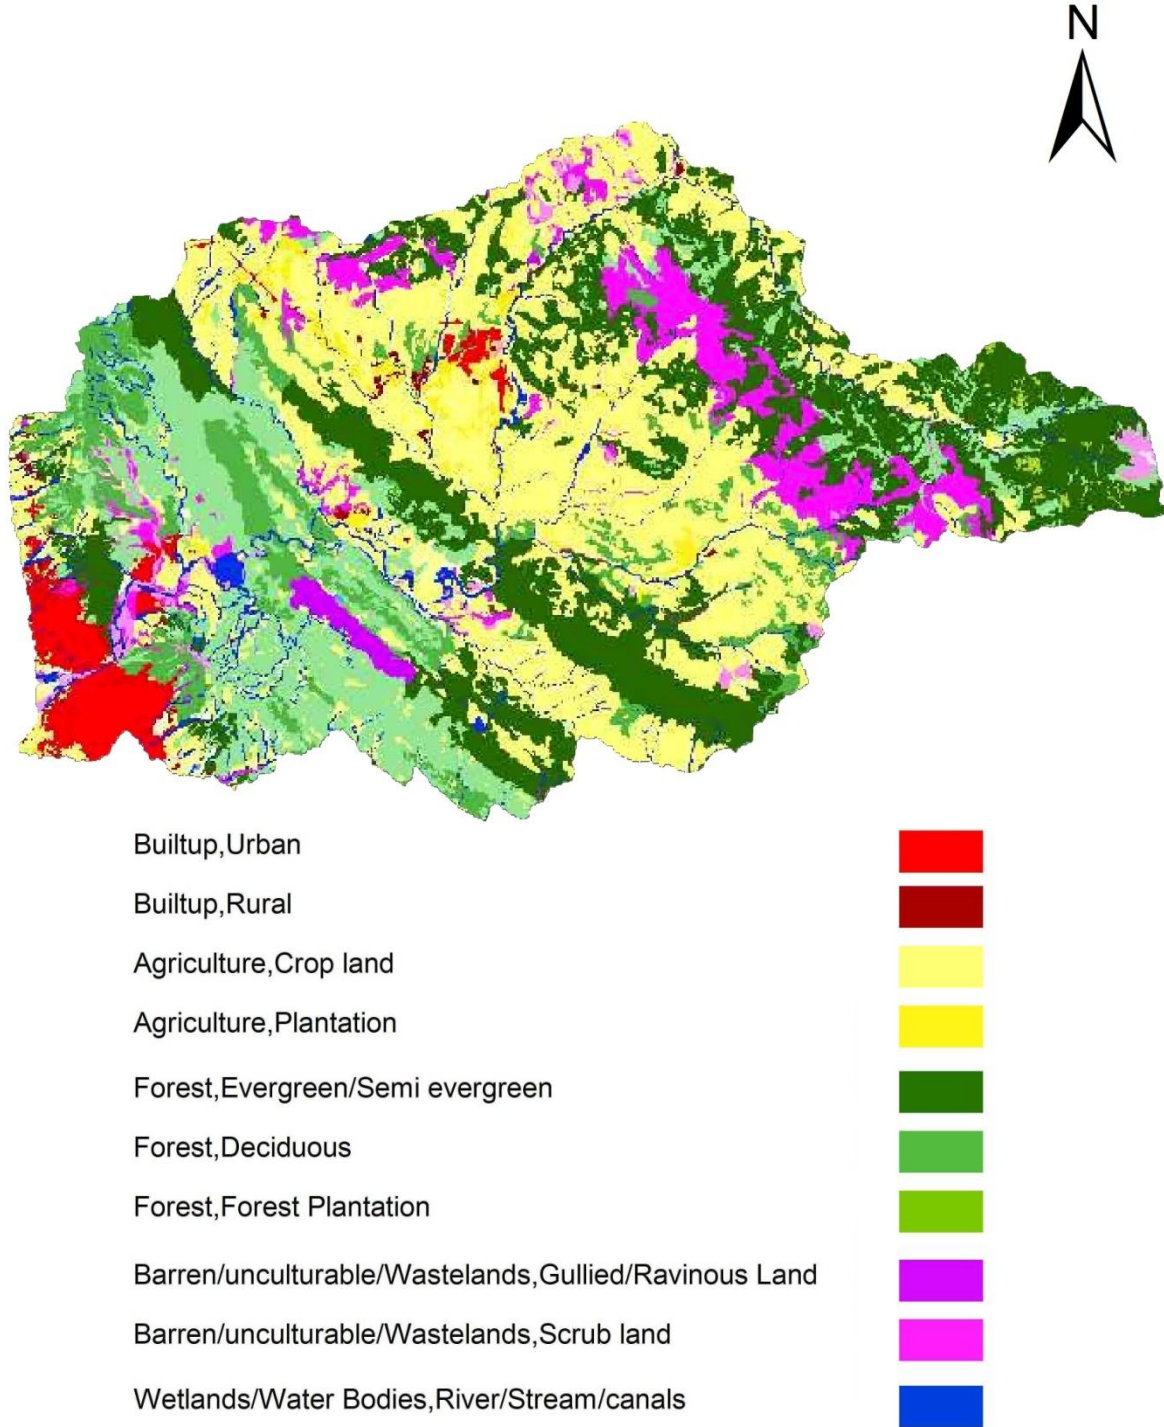 N
Builtup,Urban
Builtup,Rural
Agriculture,Crop land
Agriculture,Plantation
Forest,Evergreen/Semi evergreen
Forest,Deciduous
Forest,Forest Plantation
Barren/unculturable/Wastelands,Gullied/Ravinous Land
Barren/unculturable/Wastelands,Scrub land
Wetlands/Water Bodies,River/Stream/canals